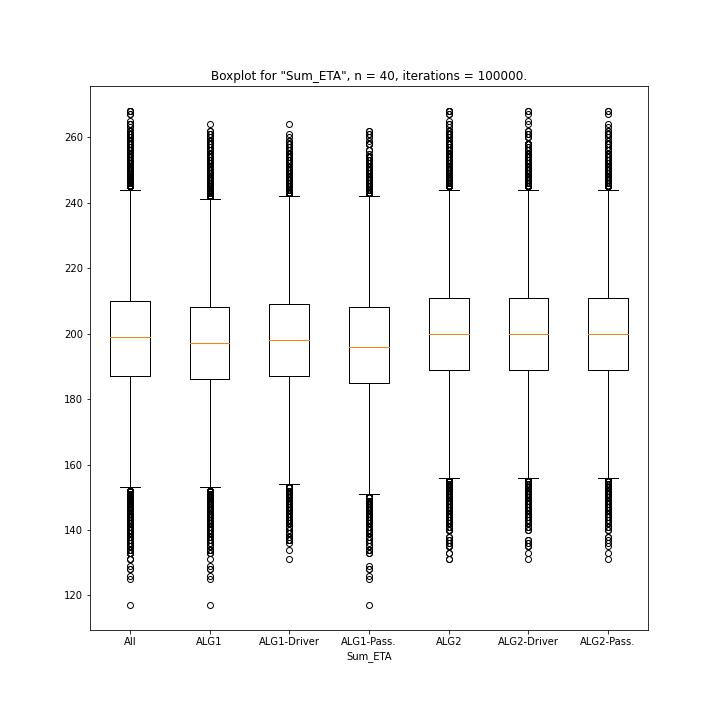 Boxplot for "Sum_ETA", n = 40, iterations = 100000.
260
240
220
200
180
160
140
120
All ALG1 ALG1-Driver ALG1-Pass. ALG2 ALG2-Driver ALG2-Pass.
Sum_ETA